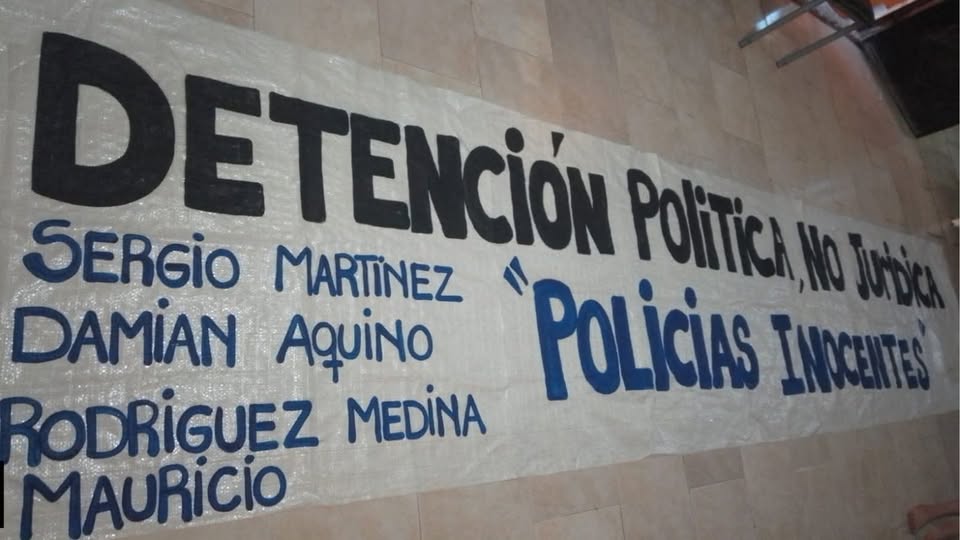 DETENCIÓN POLITICA, NO JURIDICA
SERGIO MARTINEZ
DAMIAN AQUINO
RODRIGUEZ MEDINA
MAURICIO
"POLICIAS INOCENTES"